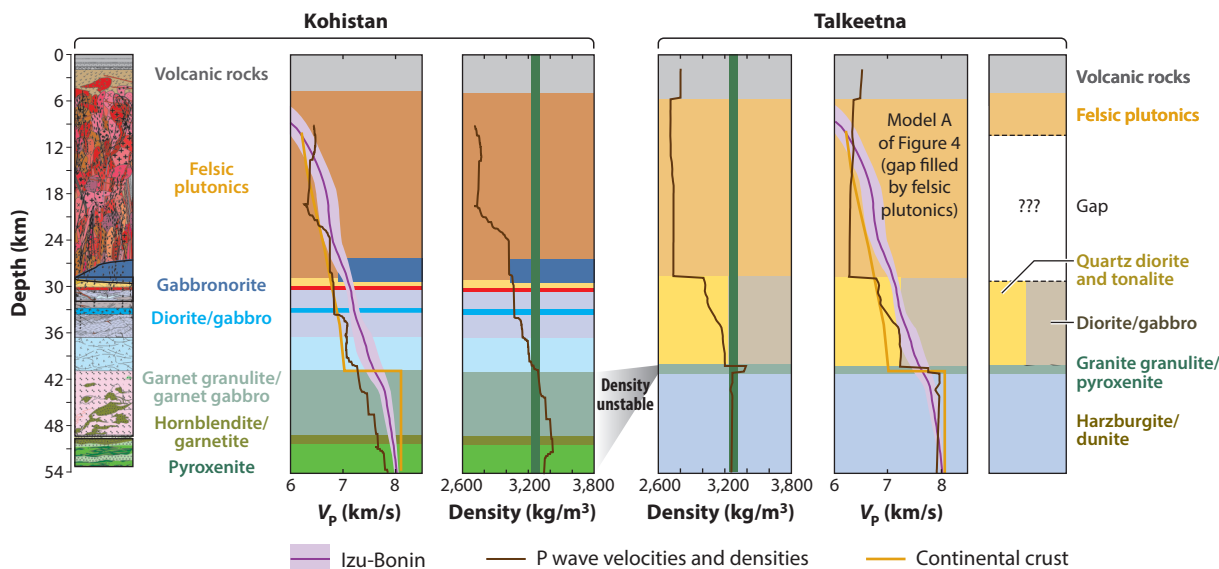 Kohistan
Talkeetna
Depth (km)
0
6
12
18
24
30
36
42
48
54
Volcanic rocks
Felsic
plutonics
Gabbronorite
Diorite/gabbro
Garnet granulite/
garnet gabbro
Hornblendite/
garnetite
Pyroxenite
6
7
8
VP (km/s)
2,600
3,200
3,800
Density (kg/m³)
Density
unstable
2,600
3,200
3,800
Density (kg/m³)
Model A
of Figure 4
(gap filled
by felsic
plutonics)
6
7
8
VP (km/s)
???
Volcanic rocks
Felsic plutonics
Gap
Quartz diorite
and tonalite
Diorite/gabbro
Granite granulite/
pyroxenite
Harzburgite/
dunite
Izu-Bonin
P wave velocities and densities
Continental crust